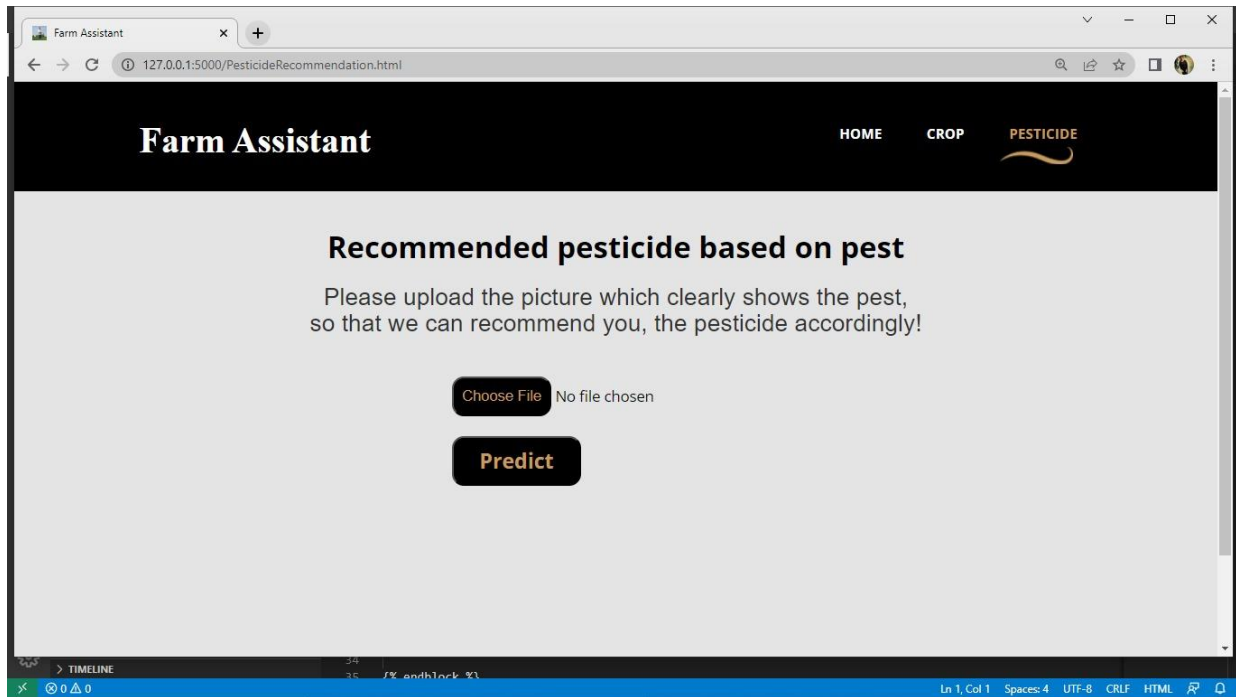 Farm Assistant
127.0.0.1:5000/PesticideRecommendation.html
Farm Assistant
HOME CROP PESTICIDE
Recommended pesticide based on pest
Please upload the picture which clearly shows the pest,
so that we can recommend you, the pesticide accordingly!
Choose File No file chosen
Predict
34
> TIMELINE
35 {% endblock %}
0 0 Ln 1, Col 1 Spaces: 4 UTF-8 CRLF HTML